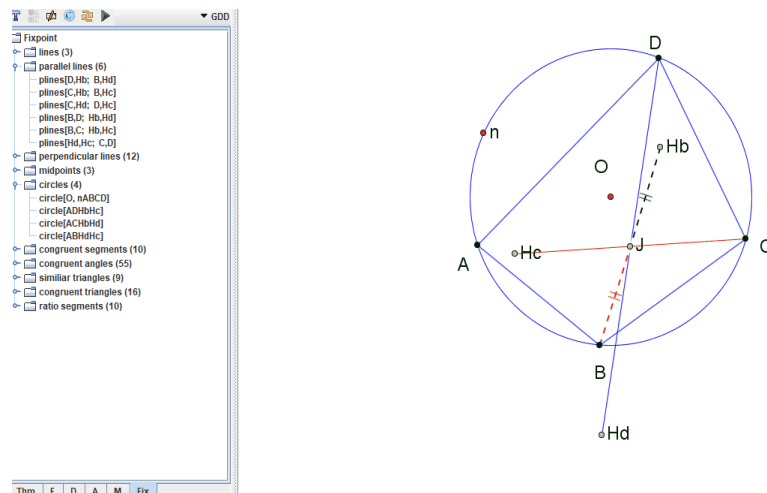 GDD
Fixpoint
lines (3)
parallel lines (6)
plines[D,Hb; B,Hd]
plines[C,Hb; B,Hc]
plines[C,Hd; D,Hc]
plines[B,D; Hb,Hd]
plines[B,C; Hb,Hc]
plines[Hd,Hc; C,D]
perpendicular lines (12)
midpoints (3)
circles (4)
circle[O, nABCD]
circle[ADHbHc]
circle[ACHbHd]
circle[ABHdHc]
congruent segments (10)
congruent angles (55)
similiar triangles (9)
congruent triangles (16)
ratio segments (10)
Thm F D A M Fix
D
n
Hb
O
A
Hc
J
C
B
Hd